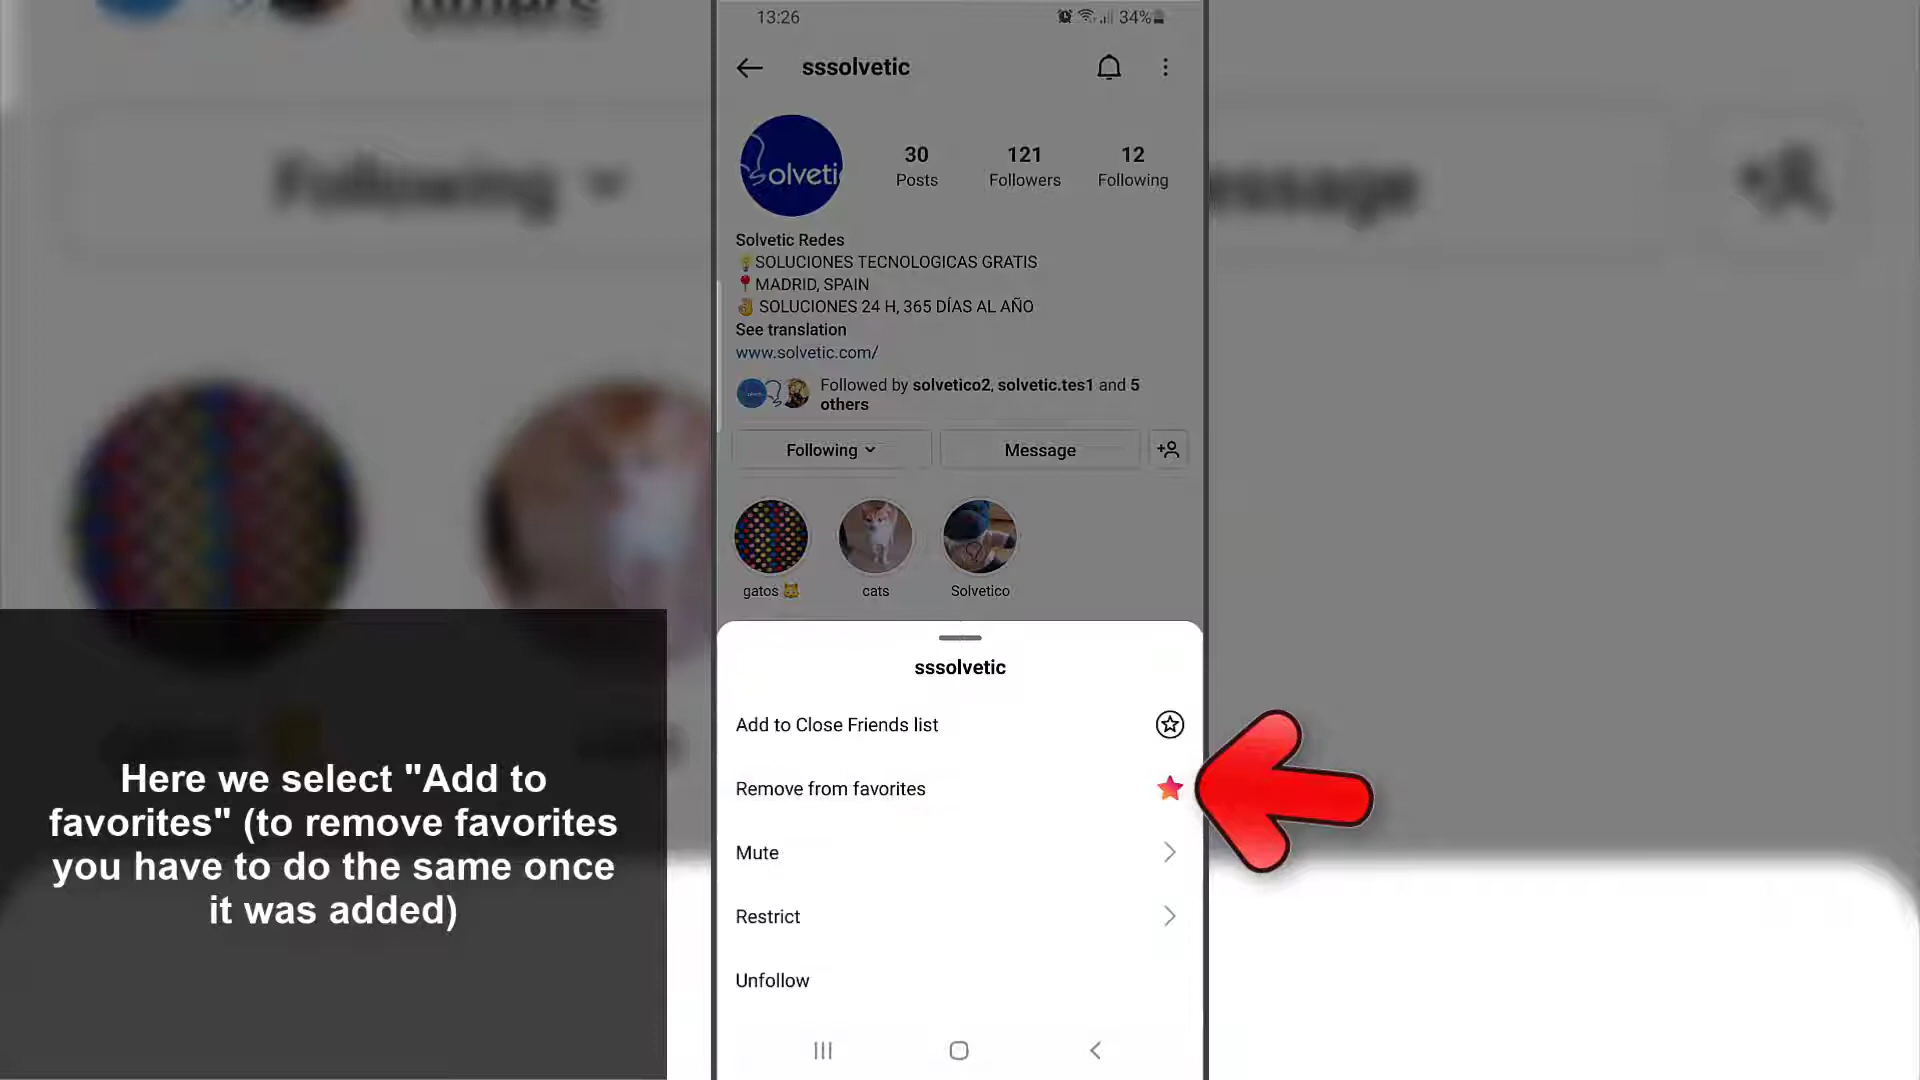 13:26
34%
sssolvetic
Solveti
30
121
12
Posts
Followers
Following
Solvetic Redes
SOLUCIONES TECNOLOGICAS GRATIS
MADRID, SPAIN
SOLUCIONES 24 H, 365 DÍAS AL AÑO
See translation
www.solvetic.com/
Followed by solvetico2, solvetic.tes1 and 5
others
Following
Message
gatos
cats
Solvetico
sssolvetic
Add to Close Friends list
Remove from favorites
Mute
Restrict
Unfollow
Here we select "Add to
favorites" (to remove favorites
you have to do the same once
it was added)
Following
essage